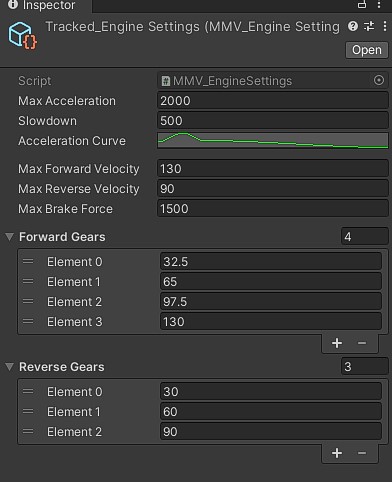 Inspector
Tracked_Engine Settings (MMV_Engine Setting
Open
Script MMV_EngineSettings
Max Acceleration 2000
Slowdown 500
Acceleration Curve
Max Forward Velocity 130
Max Reverse Velocity 90
Max Brake Force 1500
Forward Gears 4
Element 0 32.5
Element 1 65
Element 2 97.5
Element 3 130
+ −
Reverse Gears 3
Element 0 30
Element 1 60
Element 2 90
+ −